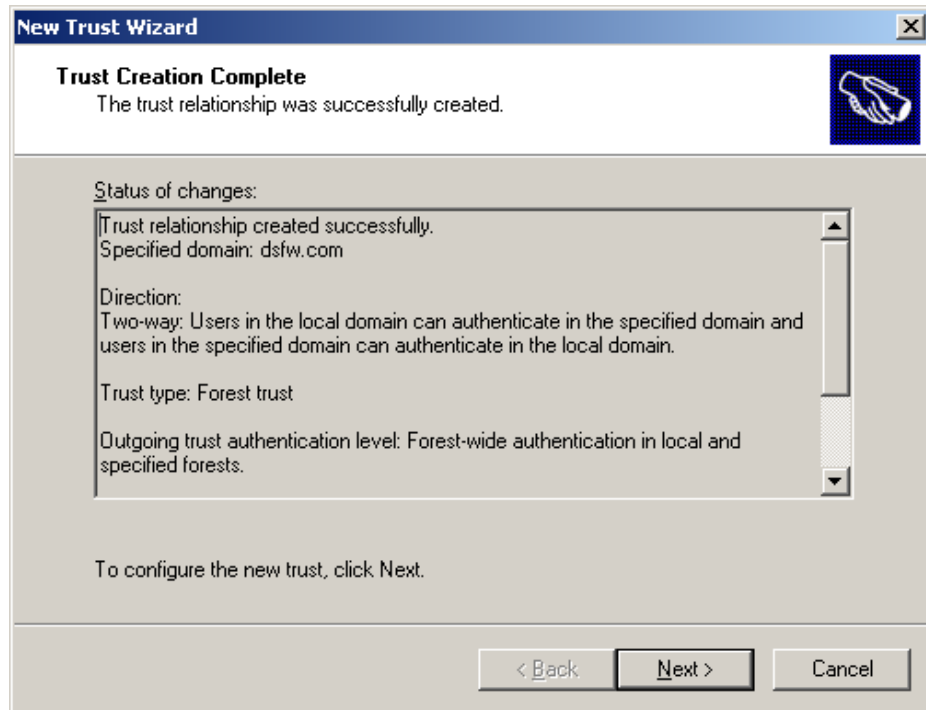 New Trust Wizard
Trust Creation Complete
The trust relationship was successfully created.
Status of changes:
Trust relationship created successfully.
Specified domain: dsfw.com
Direction:
Two-way: Users in the local domain can authenticate in the specified domain and
users in the specified domain can authenticate in the local domain.
Trust type: Forest trust
Outgoing trust authentication level: Forest-wide authentication in local and
specified forests.
To configure the new trust, click Next.
< Back
Next >
Cancel